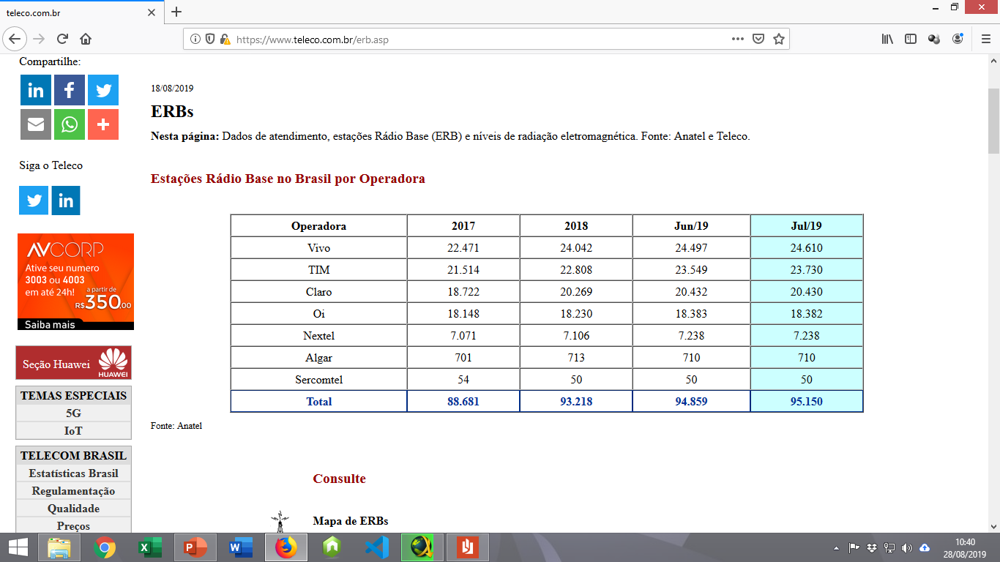 teleco.com.br
https://www.teleco.com.br/erb.asp
Compartilhe:
Siga o Teleco
AVCORP
Ative seu numero
3003 ou 4003
em até 24h!
a partir de
R$350,00
Saiba mais
Seção Huawei
HUAWEI
TEMAS ESPECIAIS
5G
IoT
TELECOM BRASIL
Estatísticas Brasil
Regulamentação
Qualidade
Preços
18/08/2019
ERBs
Nesta página: Dados de atendimento, estações Rádio Base (ERB) e níveis de radiação eletromagnética. Fonte: Anatel e Teleco.
Estações Rádio Base no Brasil por Operadora
Operadora 2017 2018 Jun/19 Jul/19
Vivo 22.471 24.042 24.497 24.610
TIM 21.514 22.808 23.549 23.730
Claro 18.722 20.269 20.432 20.430
Oi 18.148 18.230 18.383 18.382
Nextel 7.071 7.106 7.238 7.238
Algar 701 713 710 710
Sercomtel 54 50 50 50
Total 88.681 93.218 94.859 95.150
Fonte: Anatel
Consulte
Mapa de ERBs
10:40
28/08/2019